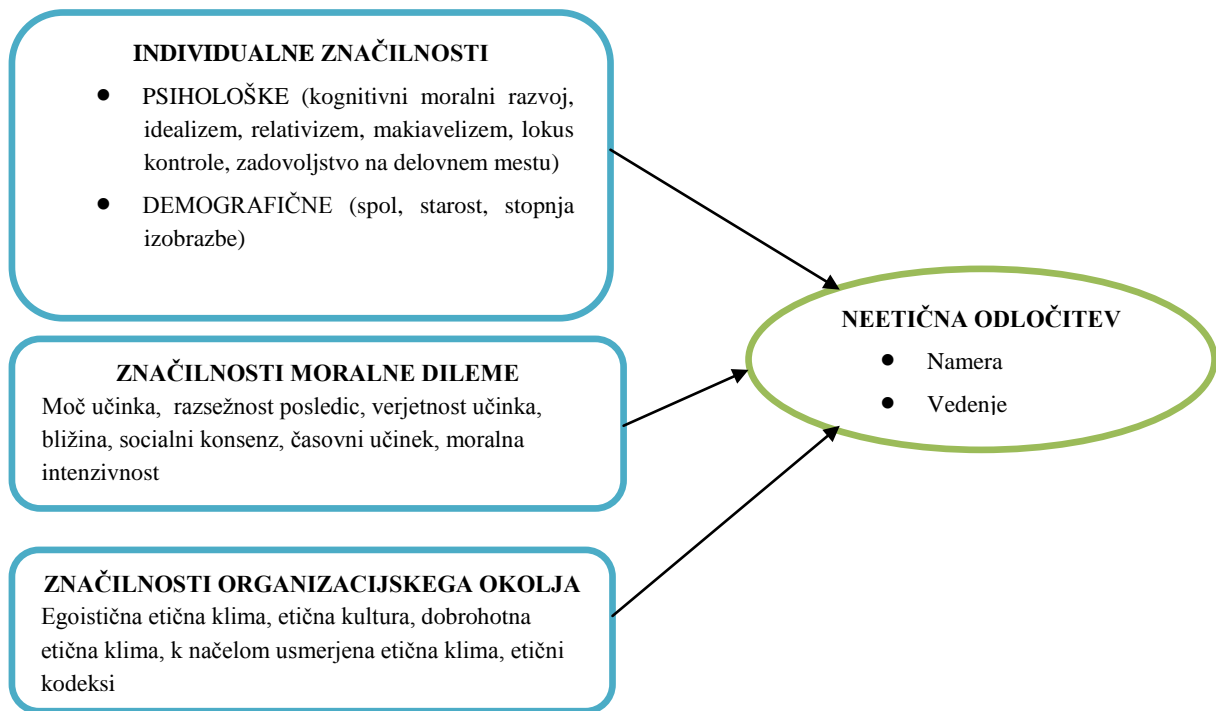 INDIVIDUALNE ZNAČILNOSTI
● PSIHOLOŠKE (kognitivni moralni razvoj,
idealizem, relativizem, makiavelizem, lokus
kontrole, zadovoljstvo na delovnem mestu)
● DEMOGRAFIČNE (spol, starost, stopnja
izobrazbe)
ZNAČILNOSTI MORALNE DILEME
Moč učinka, razsežnost posledic, verjetnost učinka,
bližina, socialni konsenz, časovni učinek, moralna
intenzivnost
ZNAČILNOSTI ORGANIZACIJSKEGA OKOLJA
Egoistična etična klima, etična kultura, dobrohotna
etična klima, k načelom usmerjena etična klima, etični
kodeksi
NEETIČNA ODLOČITEV
● Namera
● Vedenje